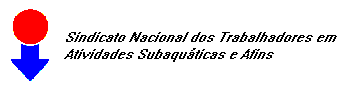 Sindicato Nacional dos Trabalhadores em
Atividades Subaquáticas e Afins